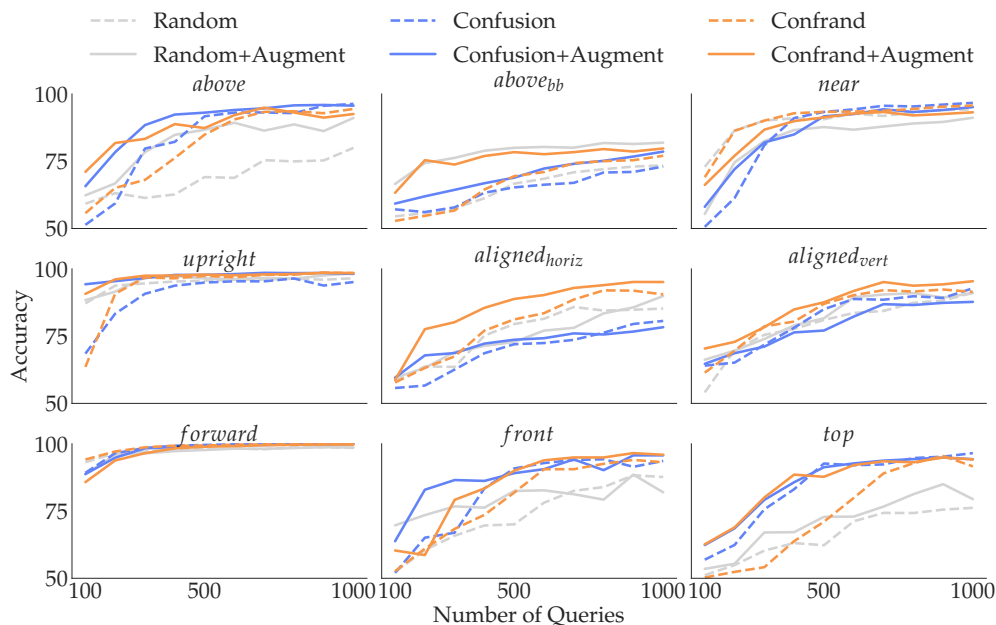 Random Confusion Confrand
Random+Augment Confusion+Augment Confrand+Augment
above above_bb near
100
75
50
upright aligned_horiz aligned_vert
100
75
50
Accuracy
forward front top
100
75
50
100 500 1000 100 500 1000 100 500 1000
Number of Queries